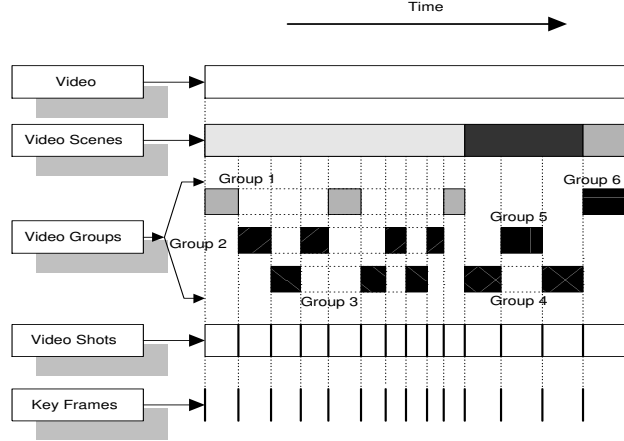 Time
Video
Video Scenes
Group 1
Group 6
Video Groups
Group 2
Group 5
Group 3
Group 4
Video Shots
Key Frames